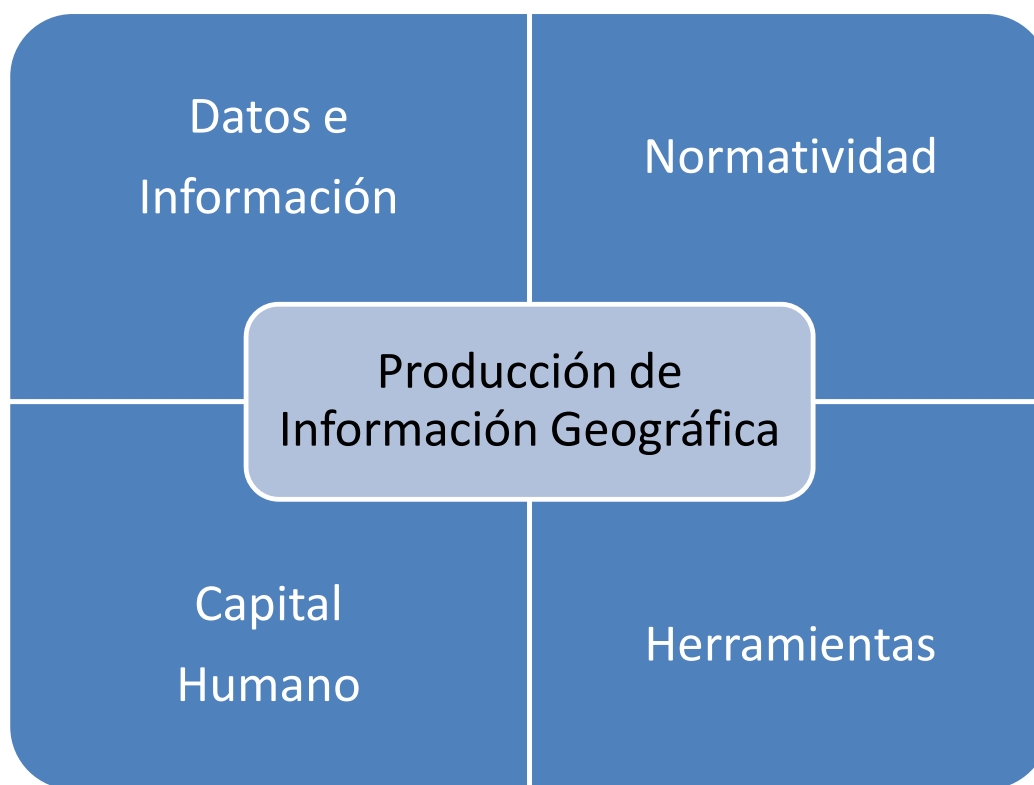 Datos e
Información
Normatividad
Producción de
Información Geográfica
Capital
Humano
Herramientas